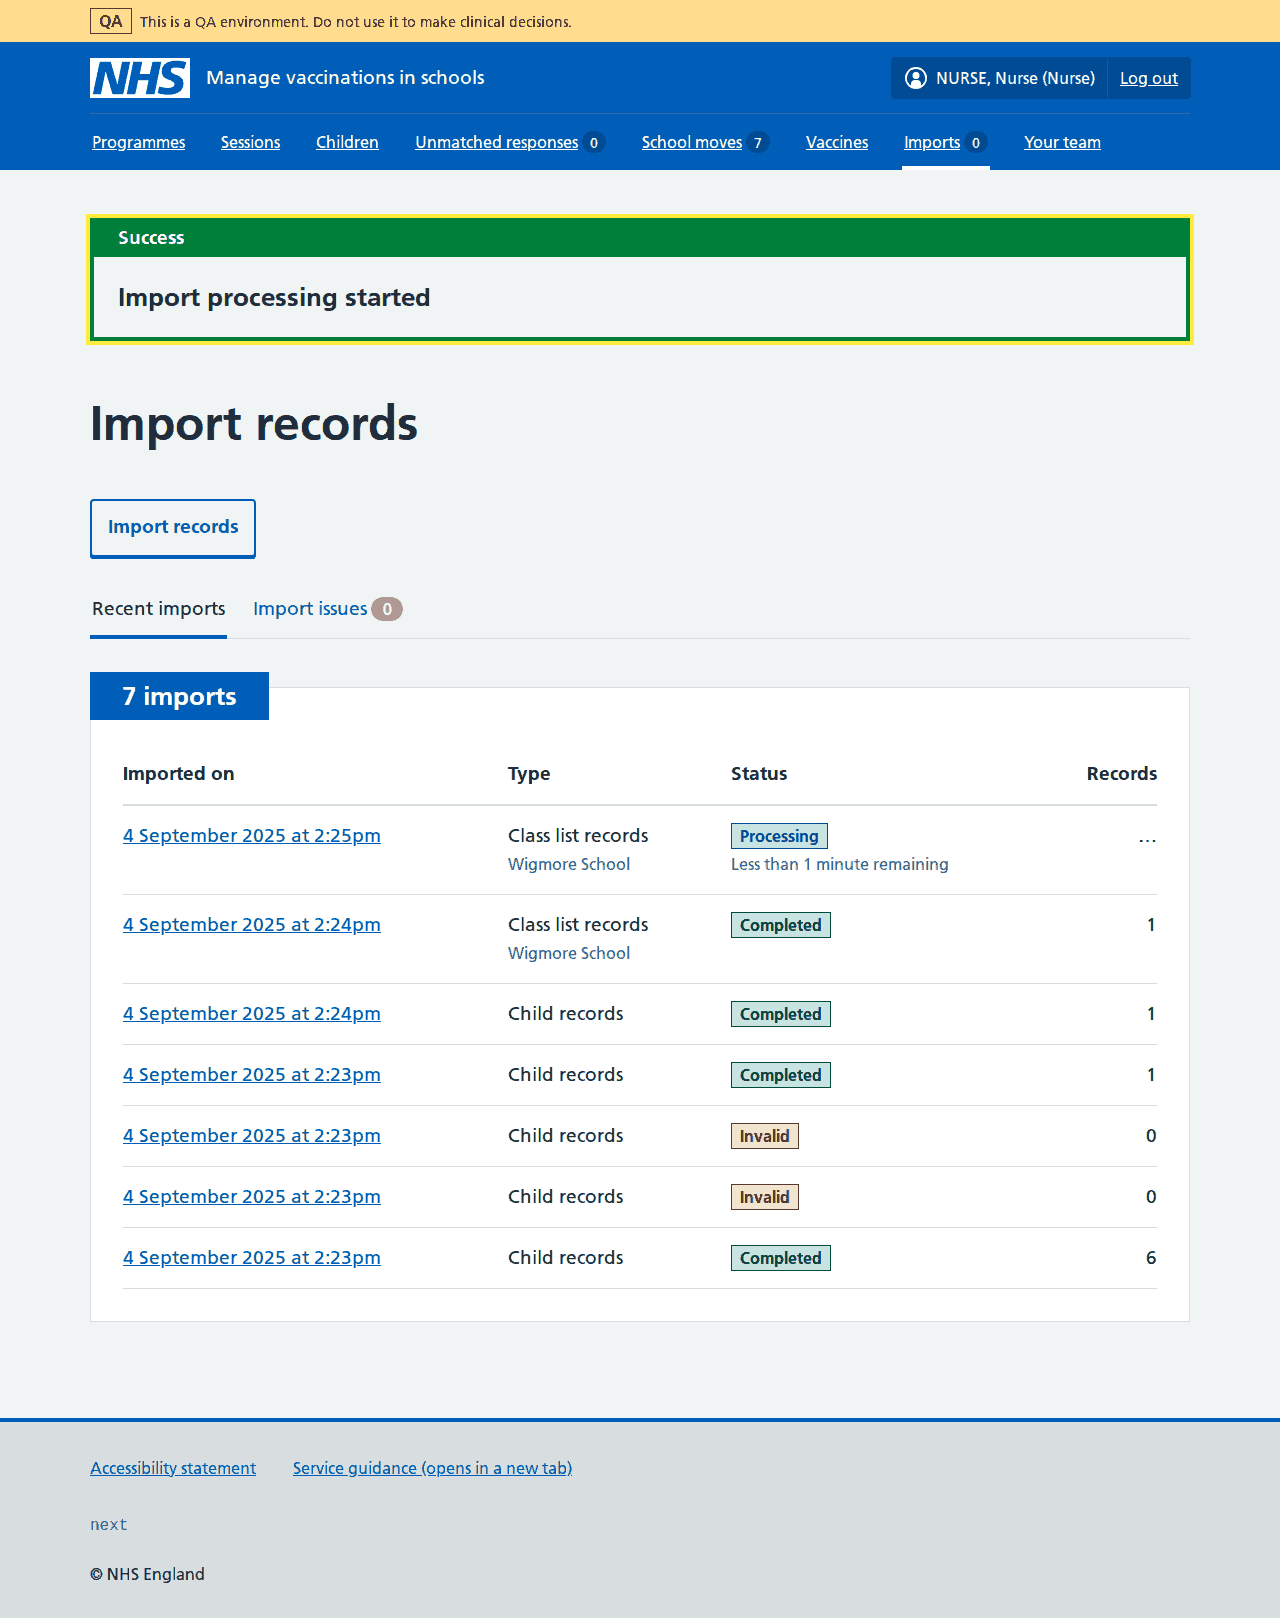 QA This is a QA environment. Do not use it to make clinical decisions.
NHS Manage vaccinations in schools NURSE, Nurse (Nurse) Log out
Programmes Sessions Children Unmatched responses 0 School moves 7 Vaccines Imports 0 Your team
Success
Import processing started
Import records
Import records
Recent imports Import issues 0
7 imports
Imported on Type Status Records
4 September 2025 at 2:25pm Class list records Processing ...
Wigmore School Less than 1 minute remaining
4 September 2025 at 2:24pm Class list records Completed 1
Wigmore School
4 September 2025 at 2:24pm Child records Completed 1
4 September 2025 at 2:23pm Child records Completed 1
4 September 2025 at 2:23pm Child records Invalid 0
4 September 2025 at 2:23pm Child records Invalid 0
4 September 2025 at 2:23pm Child records Completed 6
Accessibility statement Service guidance (opens in a new tab)
next
© NHS England